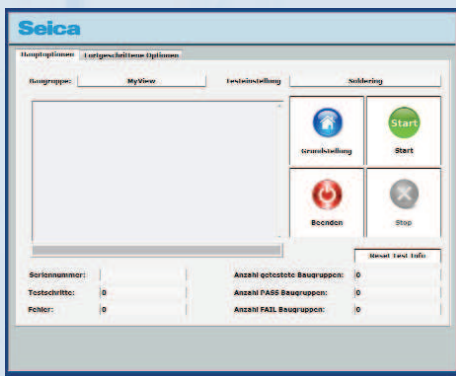 Seica
Hauptoptionen Fortgeschrittene Optionen
Baugruppe: MyView Testeinstellung Soldering
Grundstellung Start Start
Beenden Stop
Reset Test Info
Seriennummer: Anzahl getestete Baugruppen: 0
Testschritte: 0 Anzahl PASS Baugruppen: 0
Fehler: 0 Anzahl FAIL Baugruppen: 0